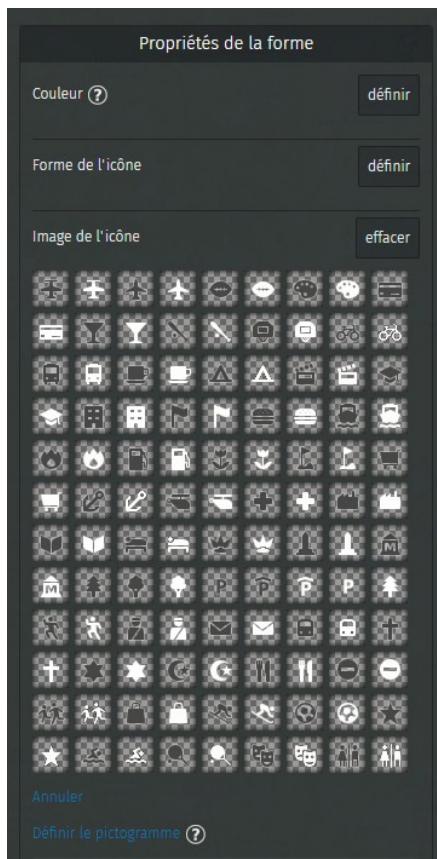 Propriétés de la forme
Couleur ? définir
Forme de l'icône définir
Image de l'icône effacer
M
M
P P P P
Annuler
Définir le pictogramme ?